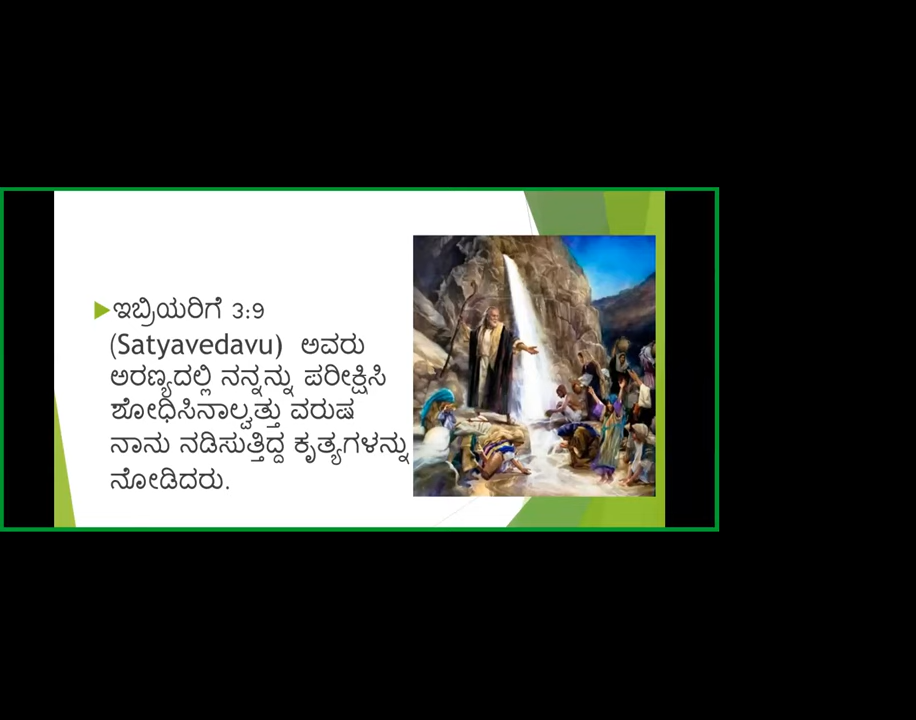 ಇಬ್ರಿಯರಿಗೆ 3:9
(Satyavedavu) ಅವರು
ಅರಣ್ಯದಲ್ಲಿ ನನ್ನನ್ನು ಪರೀಕ್ಷಿಸಿ
ಶೋಧಿಸಿನಾಲ್ವತ್ತು ವರುಷ
ನಾನು ನಡಿಸುತ್ತಿದ್ದ ಕೃತ್ಯಗಳನ್ನು
ನೋಡಿದರು.